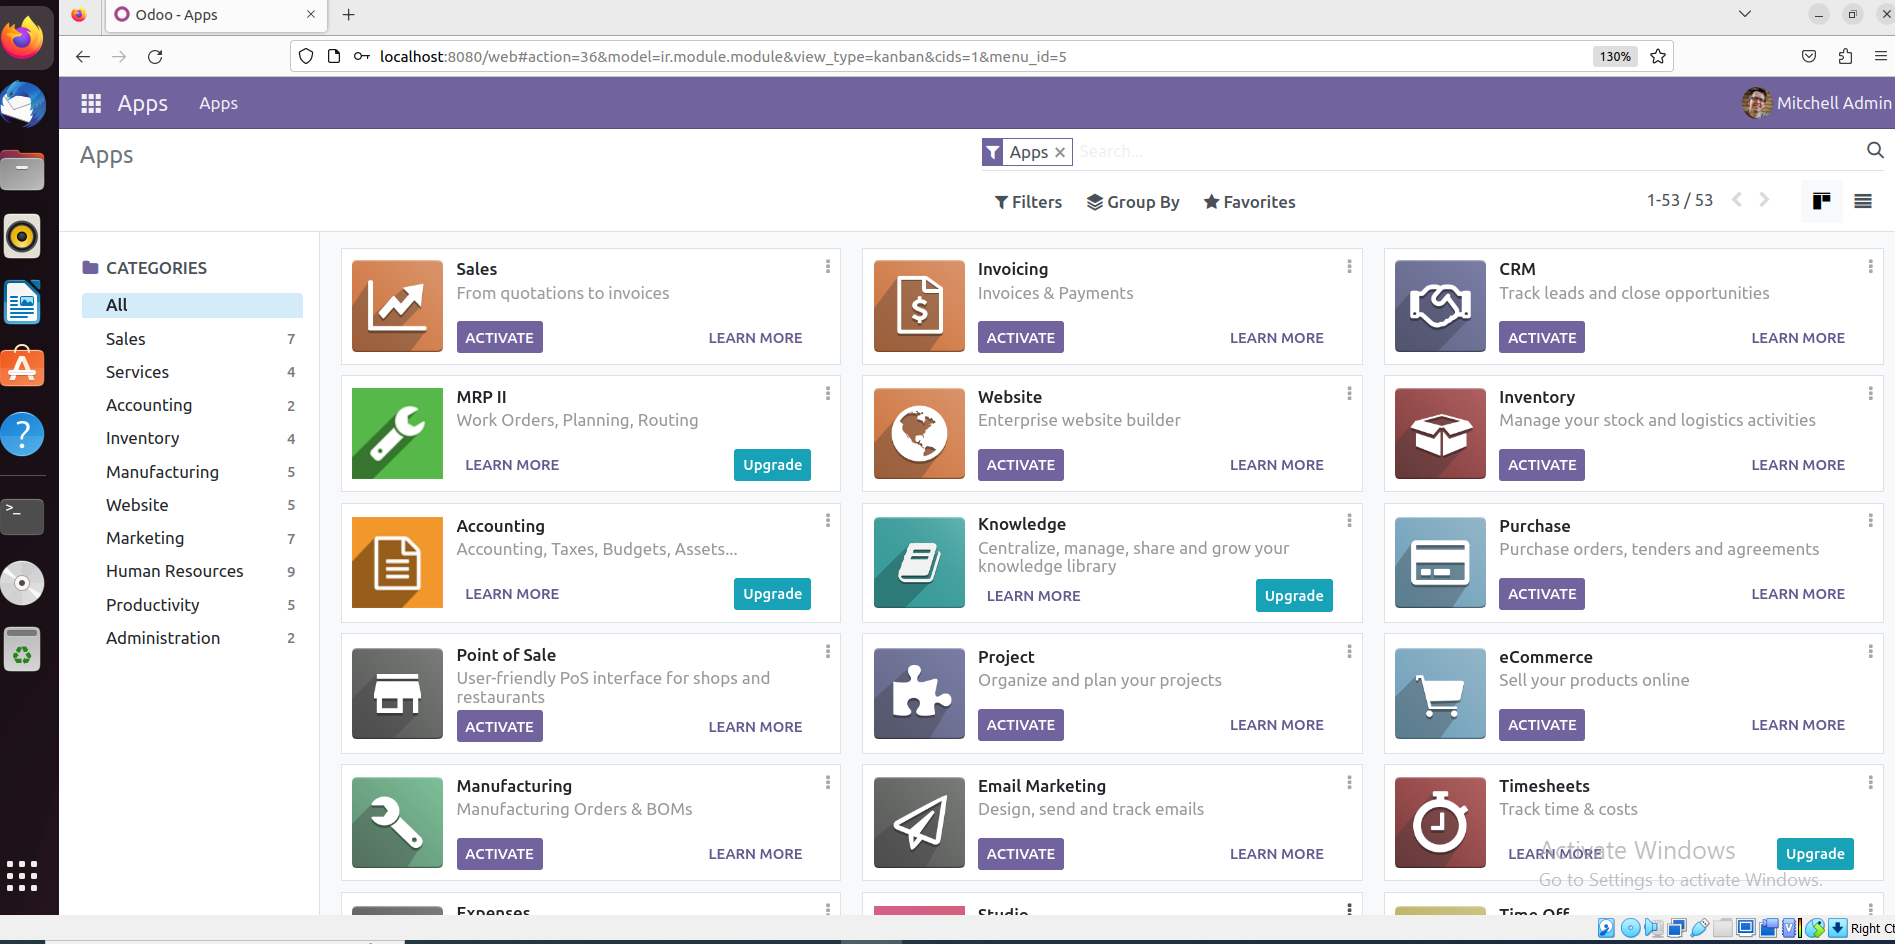 Odoo - Apps
localhost:8080/web#action=36&model=ir.module.module&view_type=kanban&cids=1&menu_id=5
130%
Apps
Apps
Mitchell Admin
Apps
Apps
Search...
Filters
Group By
Favorites
1-53 / 53
CATEGORIES
All
Sales 7
Services 4
Accounting 2
Inventory 4
Manufacturing 5
Website 5
Marketing 7
Human Resources 9
Productivity 5
Administration 2
Sales
From quotations to invoices
ACTIVATE
LEARN MORE
Invoicing
Invoices & Payments
ACTIVATE
LEARN MORE
CRM
Track leads and close opportunities
ACTIVATE
LEARN MORE
MRP II
Work Orders, Planning, Routing
LEARN MORE
Upgrade
Website
Enterprise website builder
ACTIVATE
LEARN MORE
Inventory
Manage your stock and logistics activities
ACTIVATE
LEARN MORE
Accounting
Accounting, Taxes, Budgets, Assets...
LEARN MORE
Upgrade
Knowledge
Centralize, manage, share and grow your
knowledge library
LEARN MORE
Upgrade
Purchase
Purchase orders, tenders and agreements
ACTIVATE
LEARN MORE
Point of Sale
User-friendly PoS interface for shops and
restaurants
ACTIVATE
LEARN MORE
Project
Organize and plan your projects
ACTIVATE
LEARN MORE
eCommerce
Sell your products online
ACTIVATE
LEARN MORE
Manufacturing
Manufacturing Orders & BOMs
ACTIVATE
LEARN MORE
Email Marketing
Design, send and track emails
ACTIVATE
LEARN MORE
Timesheets
Track time & costs
LEARN MORE
Upgrade
Activate Windows
Go to Settings to activate Windows.
Expenses
Studio
Time Off
Right Ct